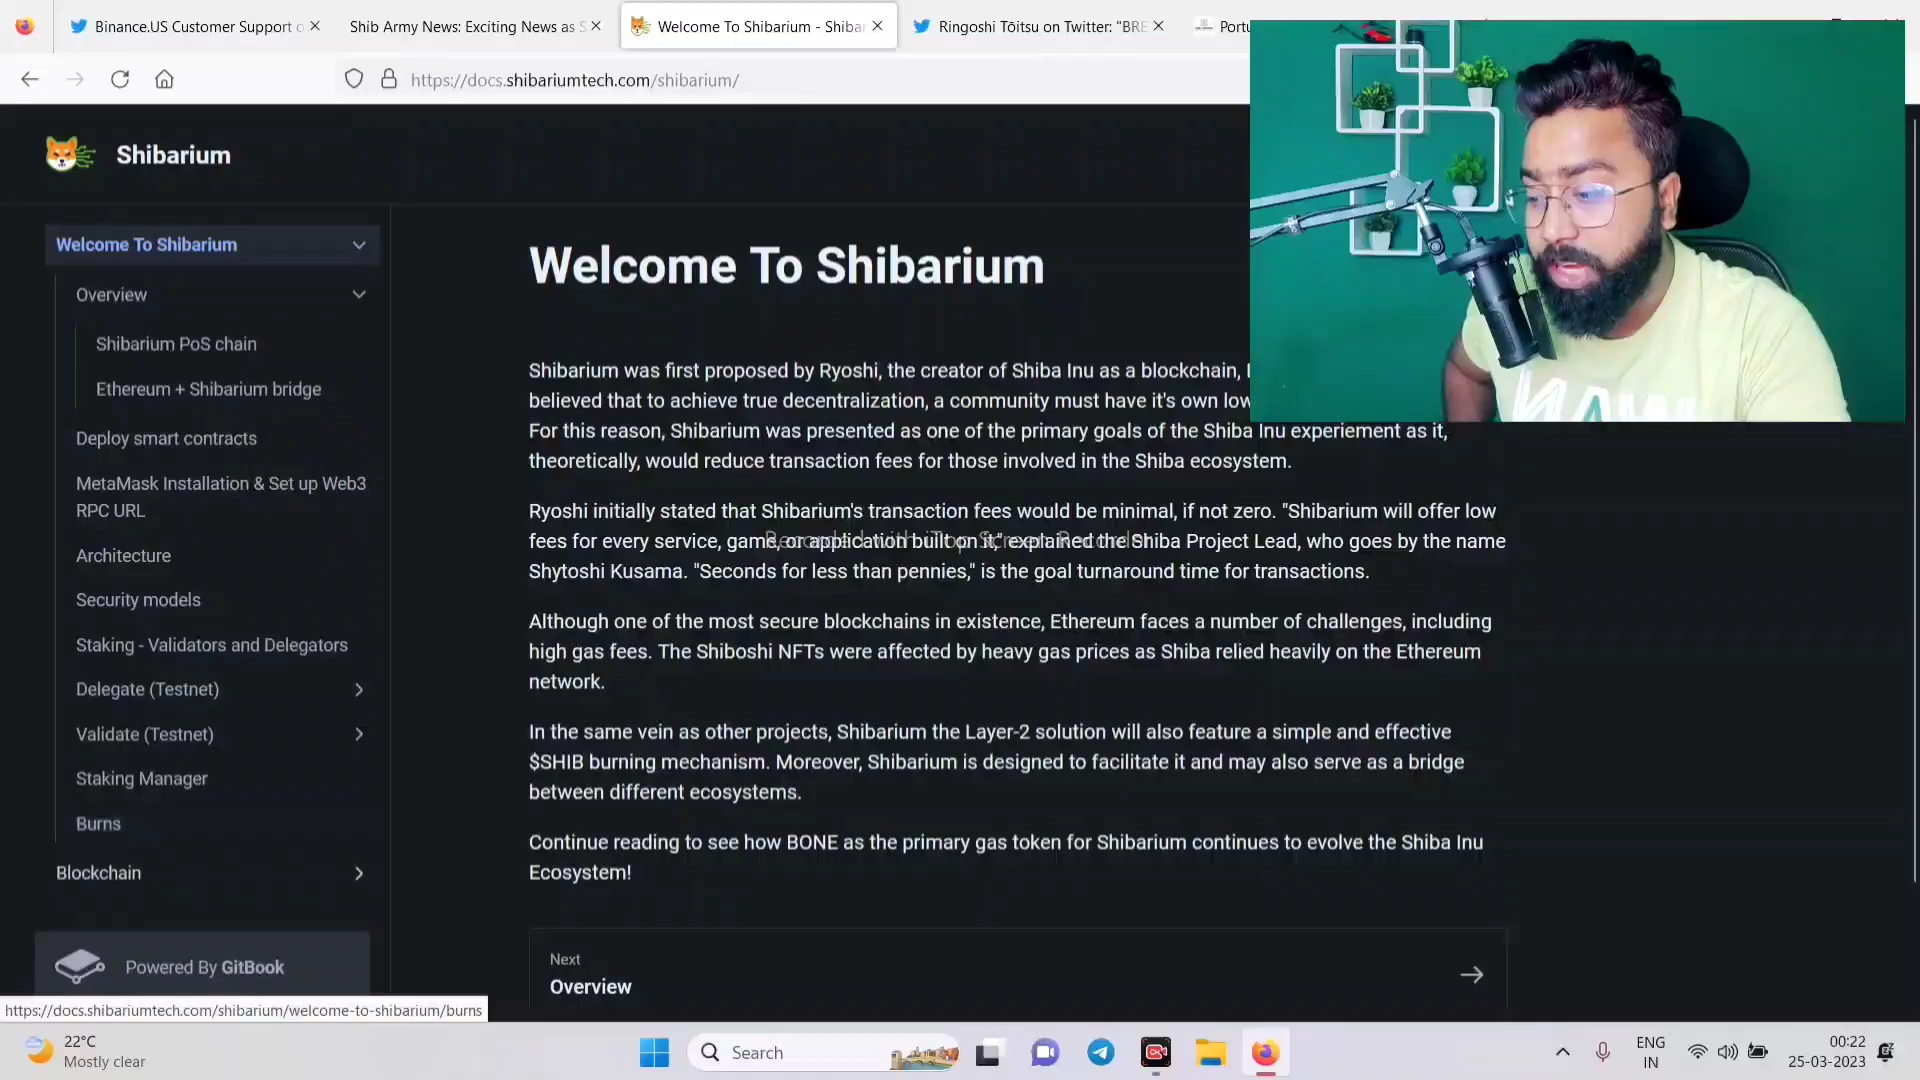 Binance.US Customer Support o
Shib Army News: Exciting News as S
Welcome To Shibarium - Shibar
Ringoshi Tōitsu on Twitter: "BRE
Portu
https://docs.shibariumtech.com/shibarium/
Shibarium
Welcome To Shibarium
Overview
Shibarium PoS chain
Ethereum + Shibarium bridge
Deploy smart contracts
MetaMask Installation & Set up Web3
RPC URL
Architecture
Security models
Staking - Validators and Delegators
Delegate (Testnet)
Validate (Testnet)
Staking Manager
Burns
Blockchain
Powered By GitBook
https://docs.shibariumtech.com/shibarium/welcome-to-shibarium/burns
Welcome To Shibarium
Shibarium was first proposed by Ryoshi, the creator of Shiba Inu as a blockchain,
believed that to achieve true decentralization, a community must have it's own low
For this reason, Shibarium was presented as one of the primary goals of the Shiba Inu experiement as it,
theoretically, would reduce transaction fees for those involved in the Shiba ecosystem.
Ryoshi initially stated that Shibarium's transaction fees would be minimal, if not zero. "Shibarium will offer low
fees for every service, game, or application built on it," explained the Shiba Project Lead, who goes by the name
Recorded with iTop Screen Recorder
Shytoshi Kusama. "Seconds for less than pennies," is the goal turnaround time for transactions.
Although one of the most secure blockchains in existence, Ethereum faces a number of challenges, including
high gas fees. The Shiboshi NFTs were affected by heavy gas prices as Shiba relied heavily on the Ethereum
network.
In the same vein as other projects, Shibarium the Layer-2 solution will also feature a simple and effective
$SHIB burning mechanism. Moreover, Shibarium is designed to facilitate it and may also serve as a bridge
between different ecosystems.
Continue reading to see how BONE as the primary gas token for Shibarium continues to evolve the Shiba Inu
Ecosystem!
Next
Overview
22°C
Mostly clear
Search
ENG
IN
00:22
25-03-2023